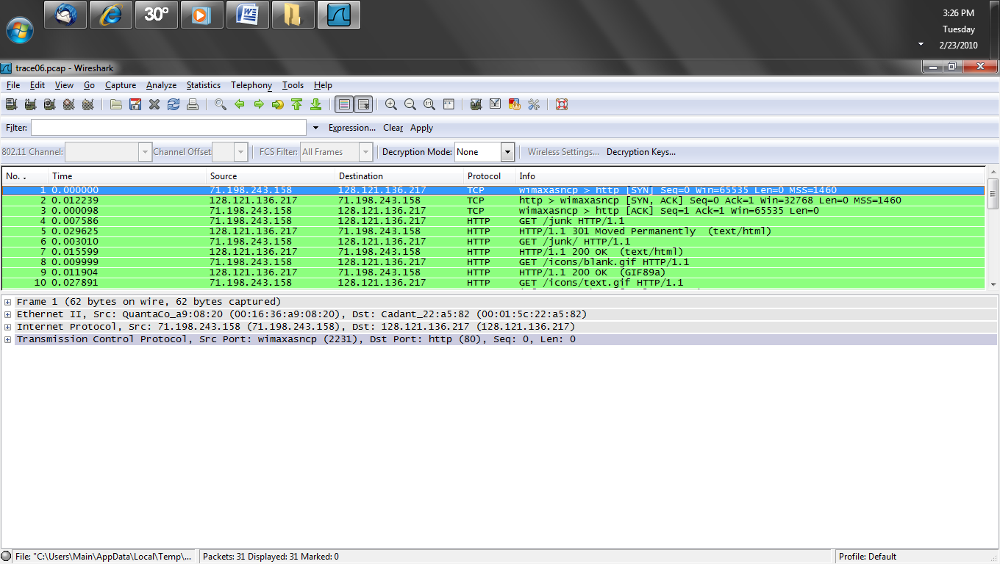 30°
3:26 PM
Tuesday
2/23/2010
trace06.pcap - Wireshark
File Edit View Go Capture Analyze Statistics Telephony Tools Help
Filter: Expression... Clear Apply
802.11 Channel: Channel Offset FCS Filter: All Frames Decryption Mode: None Wireless Settings... Decryption Keys...
No. . Time Source Destination Protocol Info
1 0.000000 71.198.243.158 128.121.136.217 TCP wimaxasncp > http [SYN] Seq=0 Win=65535 Len=0 MSS=1460
2 0.012239 128.121.136.217 71.198.243.158 TCP http > wimaxasncp [SYN, ACK] Seq=0 Ack=1 Win=32768 Len=0 MSS=1460
3 0.000098 71.198.243.158 128.121.136.217 TCP wimaxasncp > http [ACK] Seq=1 Ack=1 Win=65535 Len=0
4 0.007586 71.198.243.158 128.121.136.217 HTTP GET /junk HTTP/1.1
5 0.029625 128.121.136.217 71.198.243.158 HTTP HTTP/1.1 301 Moved Permanently (text/html)
6 0.003010 71.198.243.158 128.121.136.217 HTTP GET /junk/ HTTP/1.1
7 0.015599 128.121.136.217 71.198.243.158 HTTP HTTP/1.1 200 OK (text/html)
8 0.009999 71.198.243.158 128.121.136.217 HTTP GET /icons/blank.gif HTTP/1.1
9 0.011904 128.121.136.217 71.198.243.158 HTTP HTTP/1.1 200 OK (GIF89a)
10 0.027891 71.198.243.158 128.121.136.217 HTTP GET /icons/text.gif HTTP/1.1
Frame 1 (62 bytes on wire, 62 bytes captured)
Ethernet II, Src: QuantaCo_a9:08:20 (00:16:36:a9:08:20), Dst: Cadant_22:a5:82 (00:01:5c:22:a5:82)
Internet Protocol, Src: 71.198.243.158 (71.198.243.158), Dst: 128.121.136.217 (128.121.136.217)
Transmission Control Protocol, Src Port: wimaxasncp (2231), Dst Port: http (80), Seq: 0, Len: 0
File: "C:\Users\Main\AppData\Local\Temp\... Packets: 31 Displayed: 31 Marked: 0 Profile: Default